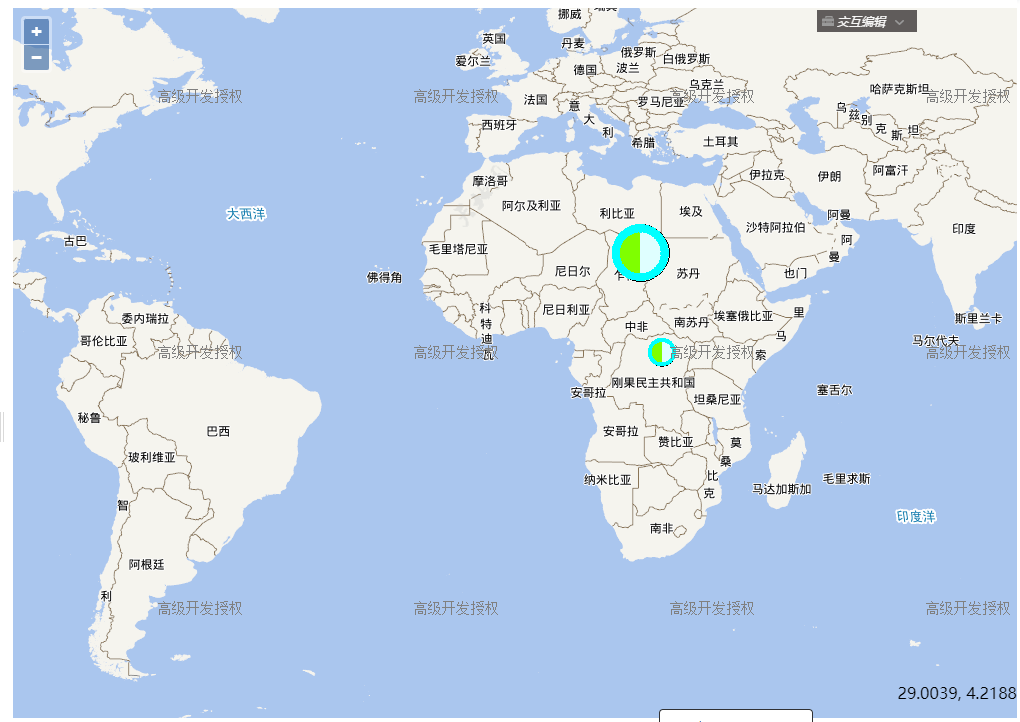 +
挪威
交互编辑
−
英国
丹麦
爱尔兰
俄罗斯
白俄罗斯
德国
波兰
乌克兰
哈萨克斯坦
高级开发授权
高级开发授权
高级开发授权
高级开发授权
法国
意大利
罗马尼亚
乌兹别克斯坦
西班牙
希腊
土耳其
摩洛哥
伊拉克
伊朗
阿富汗
阿尔及利亚
利比亚
埃及
大西洋
阿曼
沙特阿拉伯
印度
古巴
毛里塔尼亚
阿曼
佛得角
尼日尔
苏丹
也门
委内瑞拉
科特迪瓦
尼日利亚
中非
南苏丹
埃塞俄比亚
索马里
斯里兰卡
哥伦比亚
马尔代夫
高级开发授权
高级开发授权
高级开发授权
高级开发授权
刚果民主共和国
安哥拉
塞舌尔
坦桑尼亚
秘鲁
巴西
安哥拉
赞比亚
莫桑比克
玻利维亚
纳米比亚
马达加斯加
毛里求斯
智利
印度洋
南非
阿根廷
高级开发授权
高级开发授权
高级开发授权
高级开发授权
29.0039, 4.2188